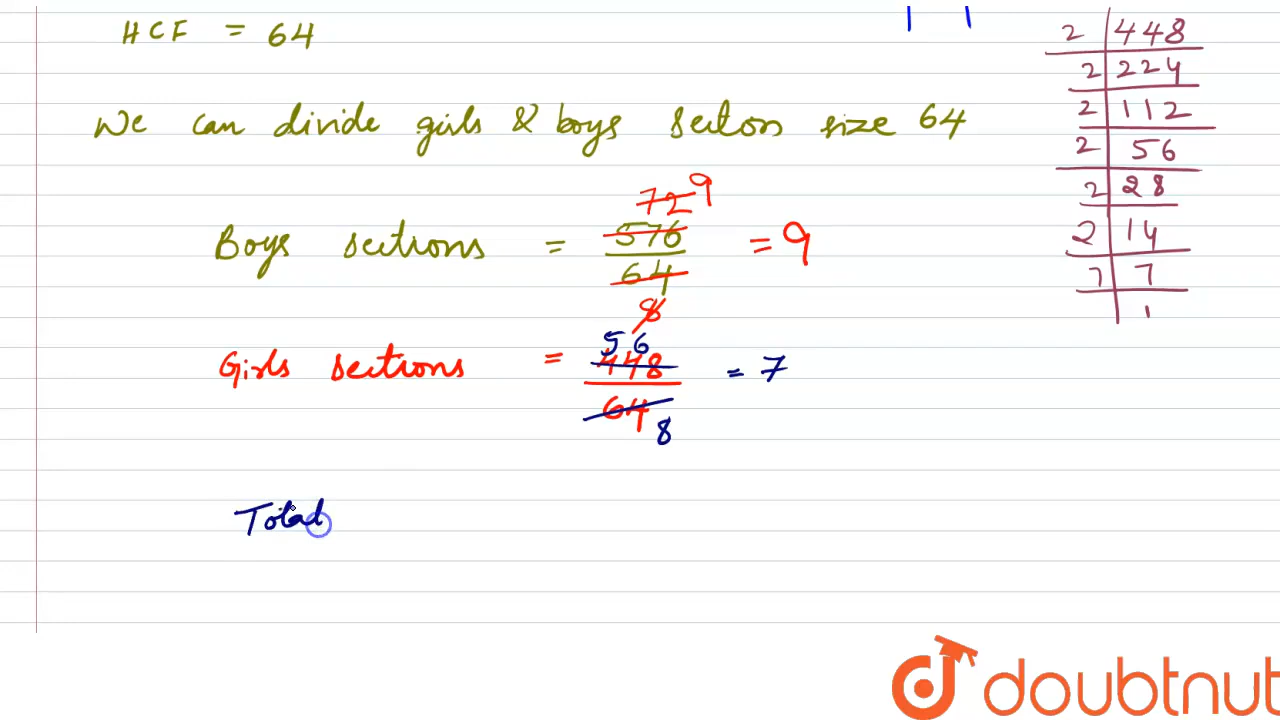 HCF = 64
We can divide girls & boys section size 64
72 9
Boys sections = 576 / 64 = 9
8
56
Girls sections = 448 / 64 = 7
8
Total
2 | 448
2 | 224
2 | 112
2 | 56
2 | 28
2 | 14
7 | 7
1
doubtnut